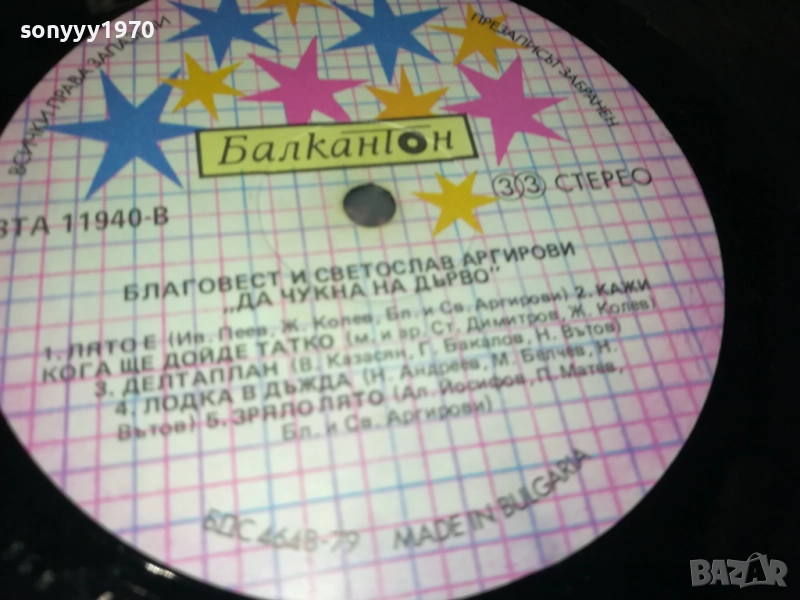 sonyyy1970
ВСИЧКИ ПРАВА ЗАПАЗЕНИ
ПРЕЗАПИСЪТ ЗАБРАНЕН
Балкантон
ВТА 11940-В
33 СТЕРЕО
БЛАГОВЕСТ И СВЕТОСЛАВ АРГИРОВИ
„ДА ЧУКНА НА ДЪРВО"
1. ЛЯТО Е (Ив. Пеев, Ж. Колев, Бл. и Св. Аргирови) 2. КАЖИ
КОГА ЩЕ ДОЙДЕ ТАТКО (м. и ар. Ст. Димитров, Ж. Колев)
3. ДЕЛТАПЛАН (В. Казасян, Г. Бакалов, Н. Вътов)
4. ЛОДКА В ДЪЖДА (Н. Андреев, М. Белчев, Н.
Вътов) 5. ЗРЯЛО ЛЯТО (Ал. Йосифов, П. Матев,
Бл. и Св. Аргирови)
БДС 4648-79 MADE IN BULGARIA
BAZAR